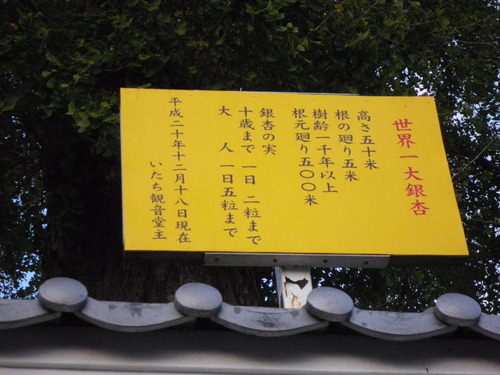 世界一大銀杏
高さ五十米
根の廻り五米
樹齢一千年以上
根元廻り五〇〇米
銀杏の実
十歳まで 一日 二粒まで
大 人 一日五粒まで
平成二十年十二月十八日現在
いたち観音堂主